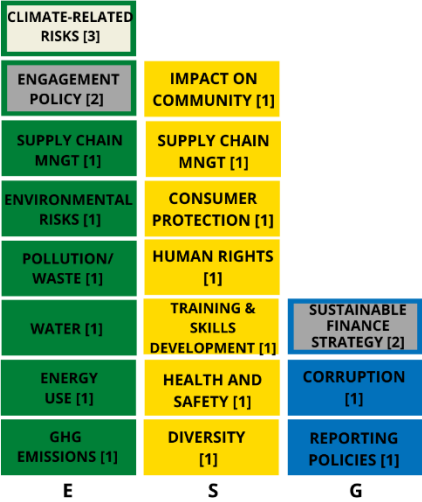 CLIMATE-RELATED
RISKS [3]
ENGAGEMENT
POLICY [2]
IMPACT ON
COMMUNITY [1]
SUPPLY CHAIN
MNGT [1]
SUPPLY CHAIN
MNGT [1]
ENVIRONMENTAL
RISKS [1]
CONSUMER
PROTECTION [1]
POLLUTION/
WASTE [1]
HUMAN RIGHTS
[1]
WATER [1]
TRAINING &
SKILLS
DEVELOPMENT [1]
SUSTAINABLE
FINANCE
STRATEGY [2]
ENERGY
USE [1]
HEALTH AND
SAFETY [1]
CORRUPTION
[1]
GHG
EMISSIONS [1]
DIVERSITY
[1]
REPORTING
POLICIES [1]
E S G